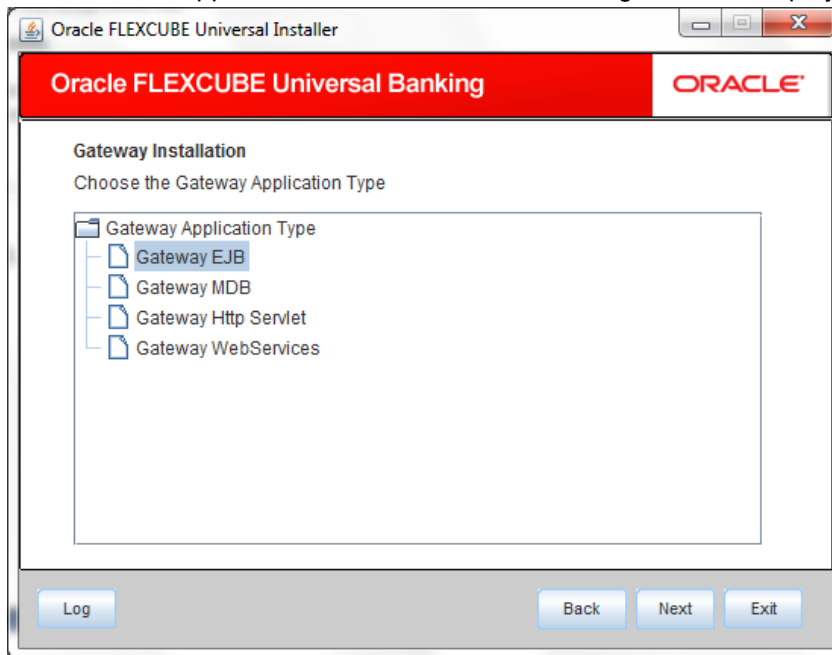 Oracle FLEXCUBE Universal Installer
Oracle FLEXCUBE Universal Banking
ORACLE
Gateway Installation
Choose the Gateway Application Type
Gateway Application Type
Gateway EJB
Gateway MDB
Gateway Http Servlet
Gateway WebServices
Log Back Next Exit